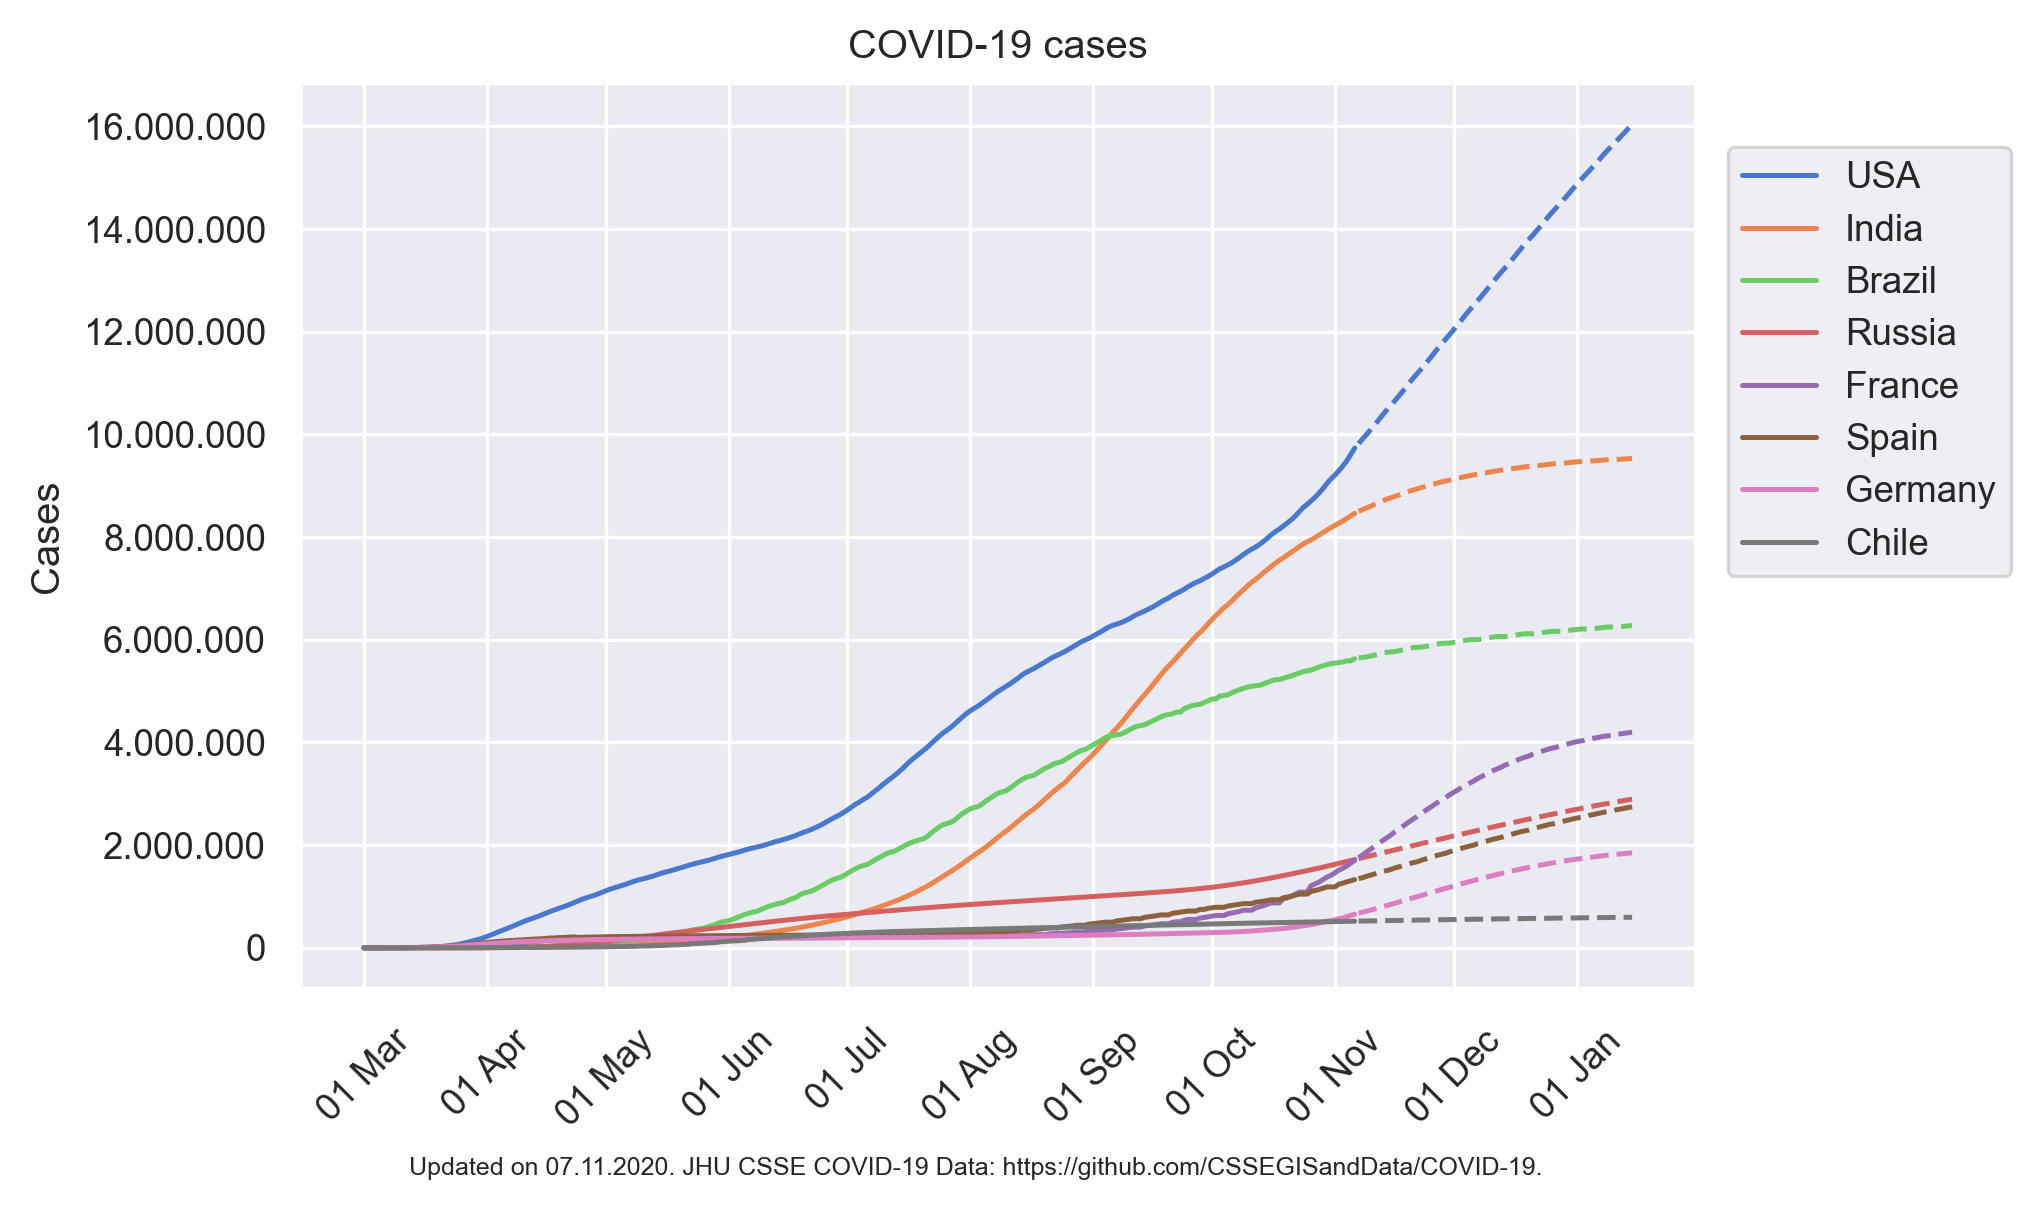 COVID-19 cases
16.000.000
14.000.000
12.000.000
10.000.000
8.000.000
6.000.000
4.000.000
2.000.000
0
Cases
USA
India
Brazil
Russia
France
Spain
Germany
Chile
01 Mar
01 Apr
01 May
01 Jun
01 Jul
01 Aug
01 Sep
01 Oct
01 Nov
01 Dec
01 Jan
Updated on 07.11.2020. JHU CSSE COVID-19 Data: https://github.com/CSSEGISandData/COVID-19.